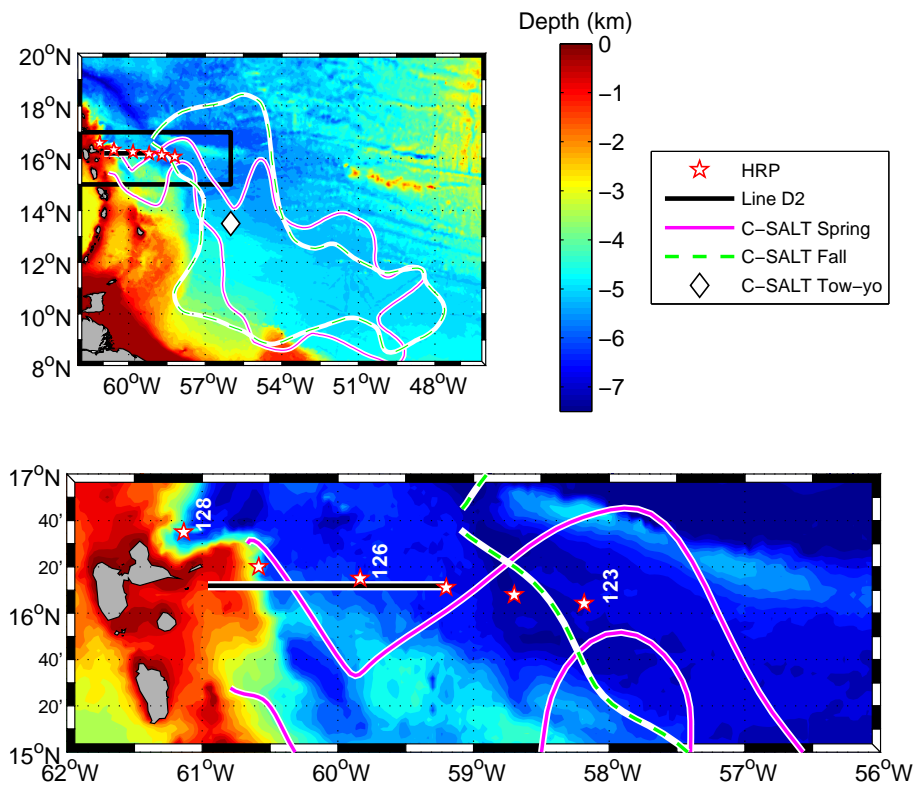 Depth (km)
20°N
18°N
16°N
14°N
12°N
10°N
8°N
60°W
57°W
51°W
48°W
0
−1
−2
−3
−4
−5
−6
−7
HRP
Line D2
C−SALT Spring
C−SALT Fall
C−SALT Tow−yo
17°N
40'
20'
16°N
40'
20'
15°N
128
126
123
62°W
61°W
60°W
59°W
58°W
57°W
56°W